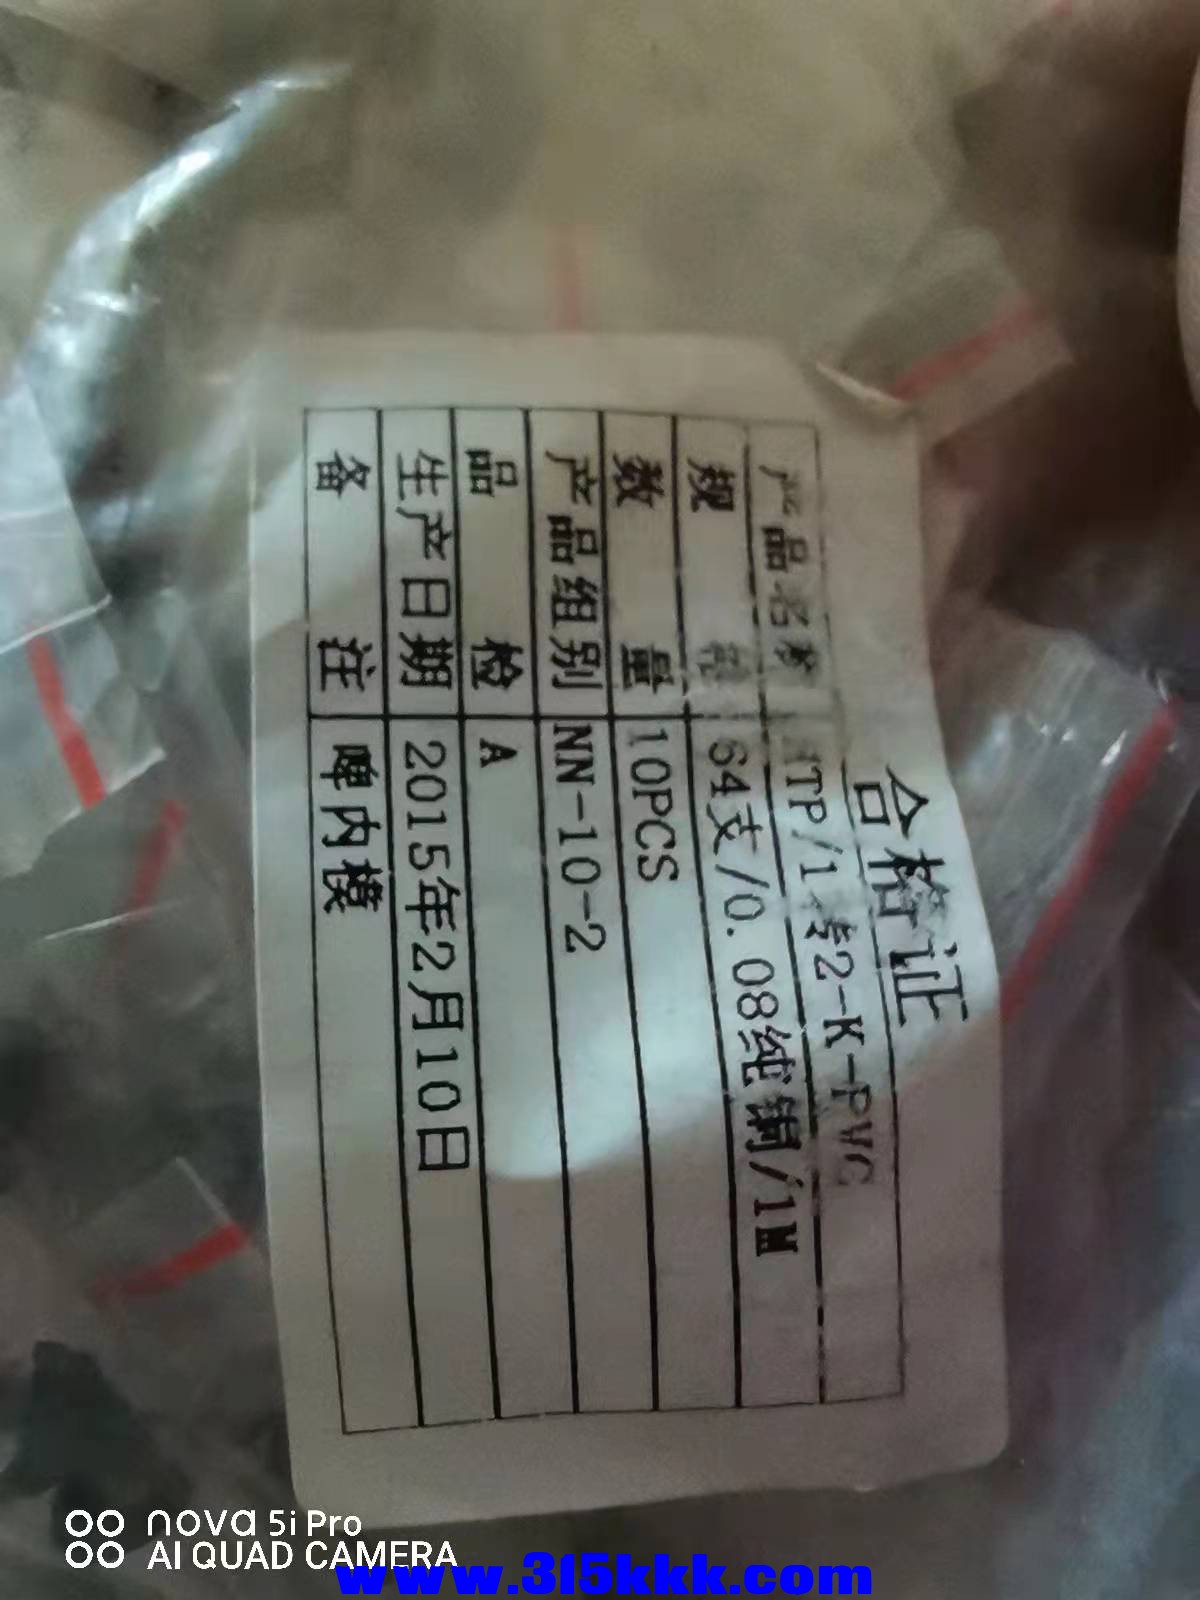 合格证
产品名称 TP/1 2-K-PVC
规格 64支/0.08纯铜/1M
数量 10PCS
产品组别 NN-10-2
品检 A
生产日期 2015年2月10日
备注 啤内模
nova 5i Pro
AI QUAD CAMERA
www.315kkk.com